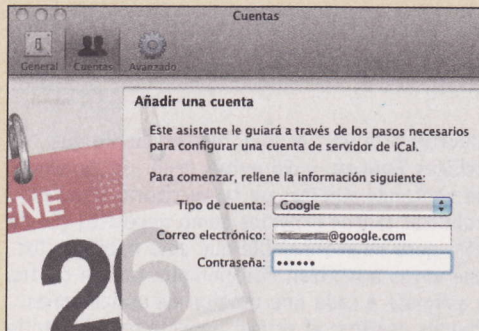 Cuentas
General Cuentas Avanzado
Añadir una cuenta
Este asistente le guiará a través de los pasos necesarios
para configurar una cuenta de servidor de iCal.
Para comenzar, rellene la información siguiente:
Tipo de cuenta: Google
Correo electrónico: @google.com
Contraseña: ••••••
ENE
26